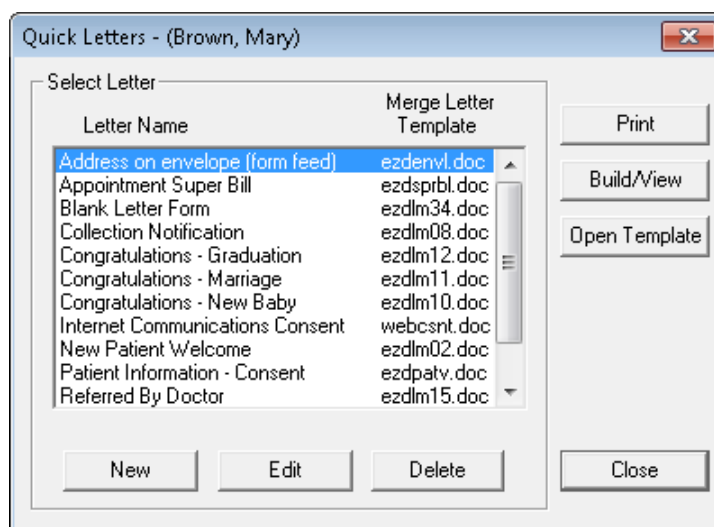 Quick Letters - (Brown, Mary)
Select Letter
Letter Name
Merge Letter
Template
Address on envelope (form feed) ezdenvl.doc
Appointment Super Bill ezdsprbl.doc
Blank Letter Form ezdlm34.doc
Collection Notification ezdlm08.doc
Congratulations - Graduation ezdlm12.doc
Congratulations - Marriage ezdlm11.doc
Congratulations - New Baby ezdlm10.doc
Internet Communications Consent webcsnt.doc
New Patient Welcome ezdlm02.doc
Patient Information - Consent ezdpatv.doc
Referred By Doctor ezdlm15.doc
New Edit Delete
Print
Build/View
Open Template
Close